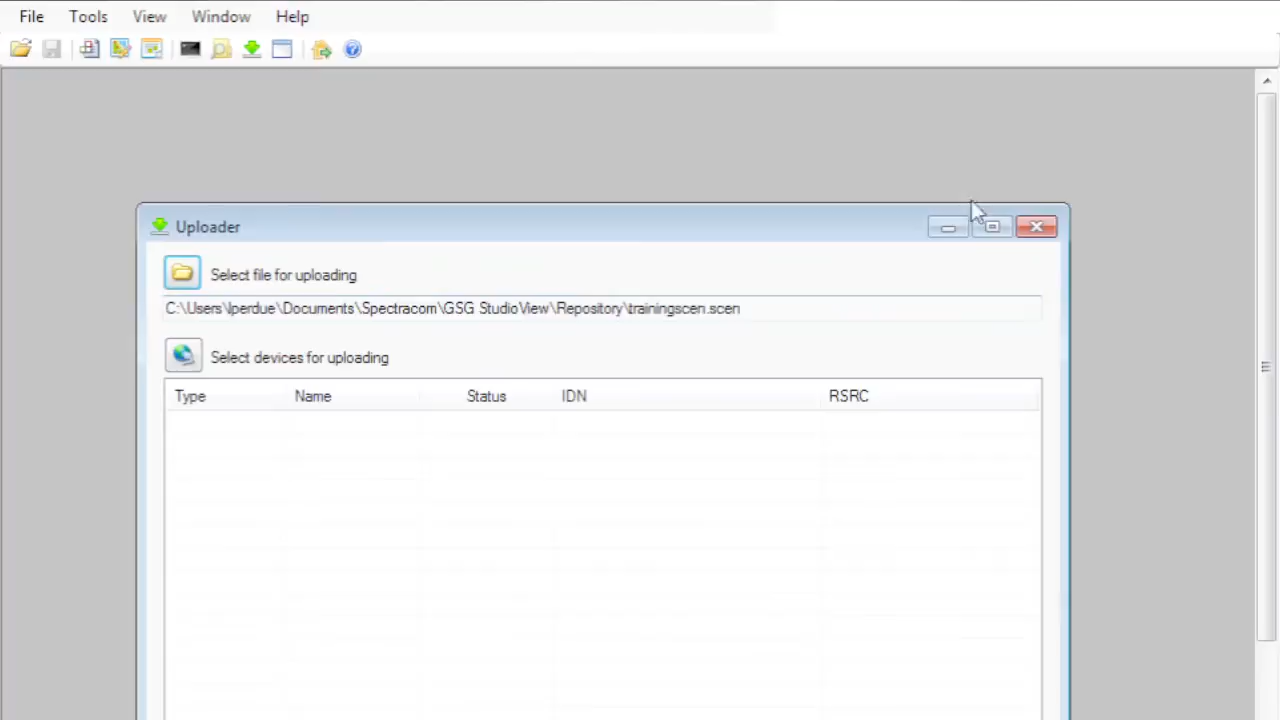 File Tools View Window Help
Uploader
Select file for uploading
C:\Users\lperdue\Documents\Spectracom\GSG StudioView\Repository\trainingscen.scen
Select devices for uploading
Type Name Status IDN RSRC